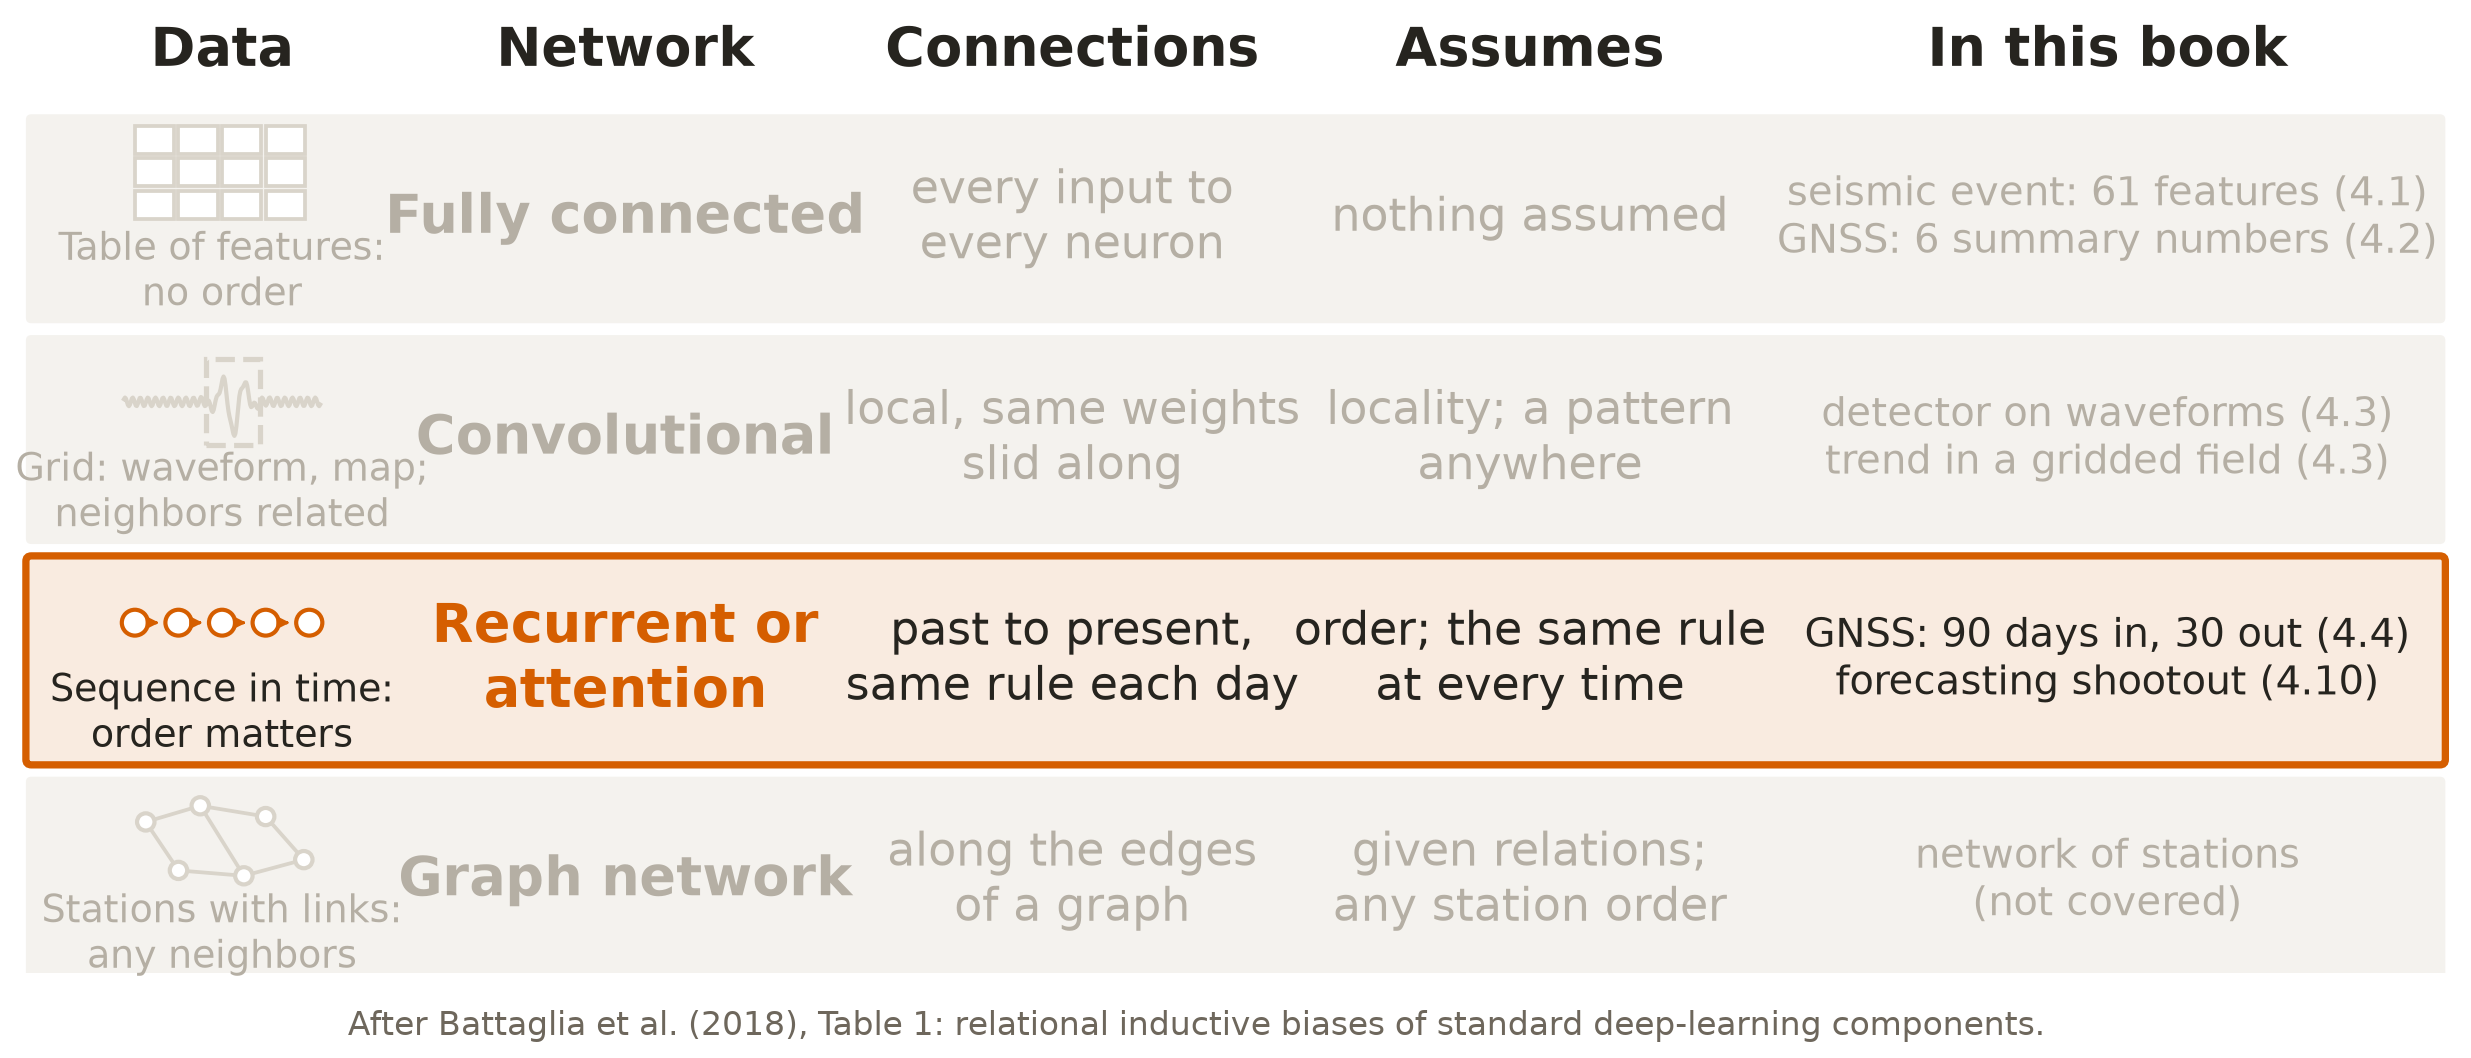 Data Network Connections Assumes In this book
Table of features:
no order
Fully connected
every input to
every neuron
nothing assumed
seismic event: 61 features (4.1)
GNSS: 6 summary numbers (4.2)
Grid: waveform, map;
neighbors related
Convolutional
local, same weights
slid along
locality; a pattern
anywhere
detector on waveforms (4.3)
trend in a gridded field (4.3)
Sequence in time:
order matters
Recurrent or
attention
past to present,
same rule each day
order; the same rule
at every time
GNSS: 90 days in, 30 out (4.4)
forecasting shootout (4.10)
Stations with links:
any neighbors
Graph network
along the edges
of a graph
given relations;
any station order
network of stations
(not covered)
After Battaglia et al. (2018), Table 1: relational inductive biases of standard deep-learning components.